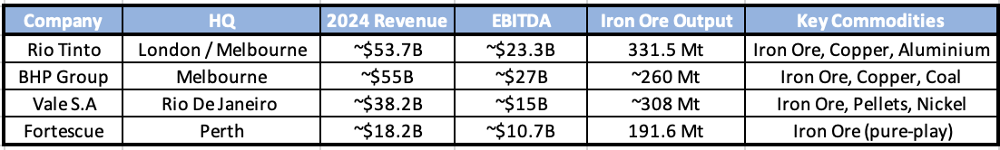 Company HQ 2024 Revenue EBITDA Iron Ore Output Key Commodities
Rio Tinto London / Melbourne ~$53.7B ~$23.3B 331.5 Mt Iron Ore, Copper, Aluminium
BHP Group Melbourne ~$55B ~$27B ~260 Mt Iron Ore, Copper, Coal
Vale S.A Rio De Janeiro ~$38.2B ~$15B ~308 Mt Iron Ore, Pellets, Nickel
Fortescue Perth ~$18.2B ~$10.7B 191.6 Mt Iron Ore (pure-play)